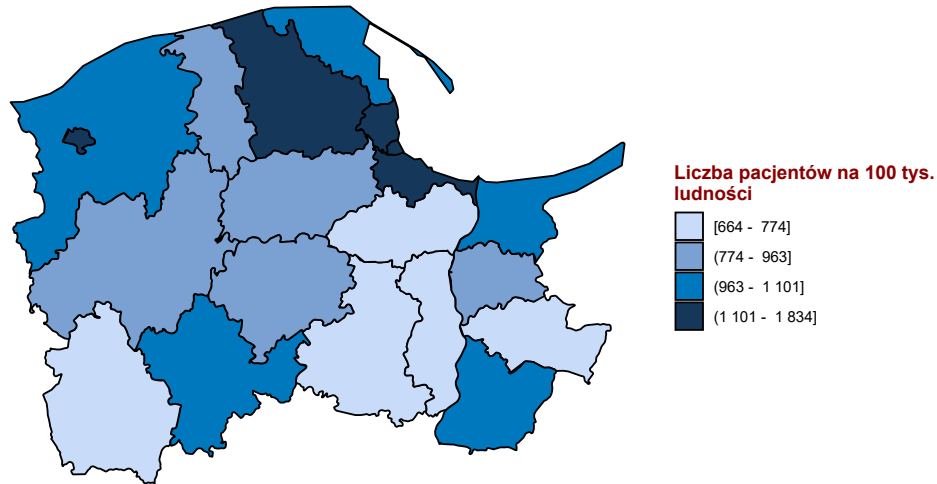 Liczba pacjentów na 100 tys.
ludności
[664 - 774]
(774 - 963]
(963 - 1 101]
(1 101 - 1 834]